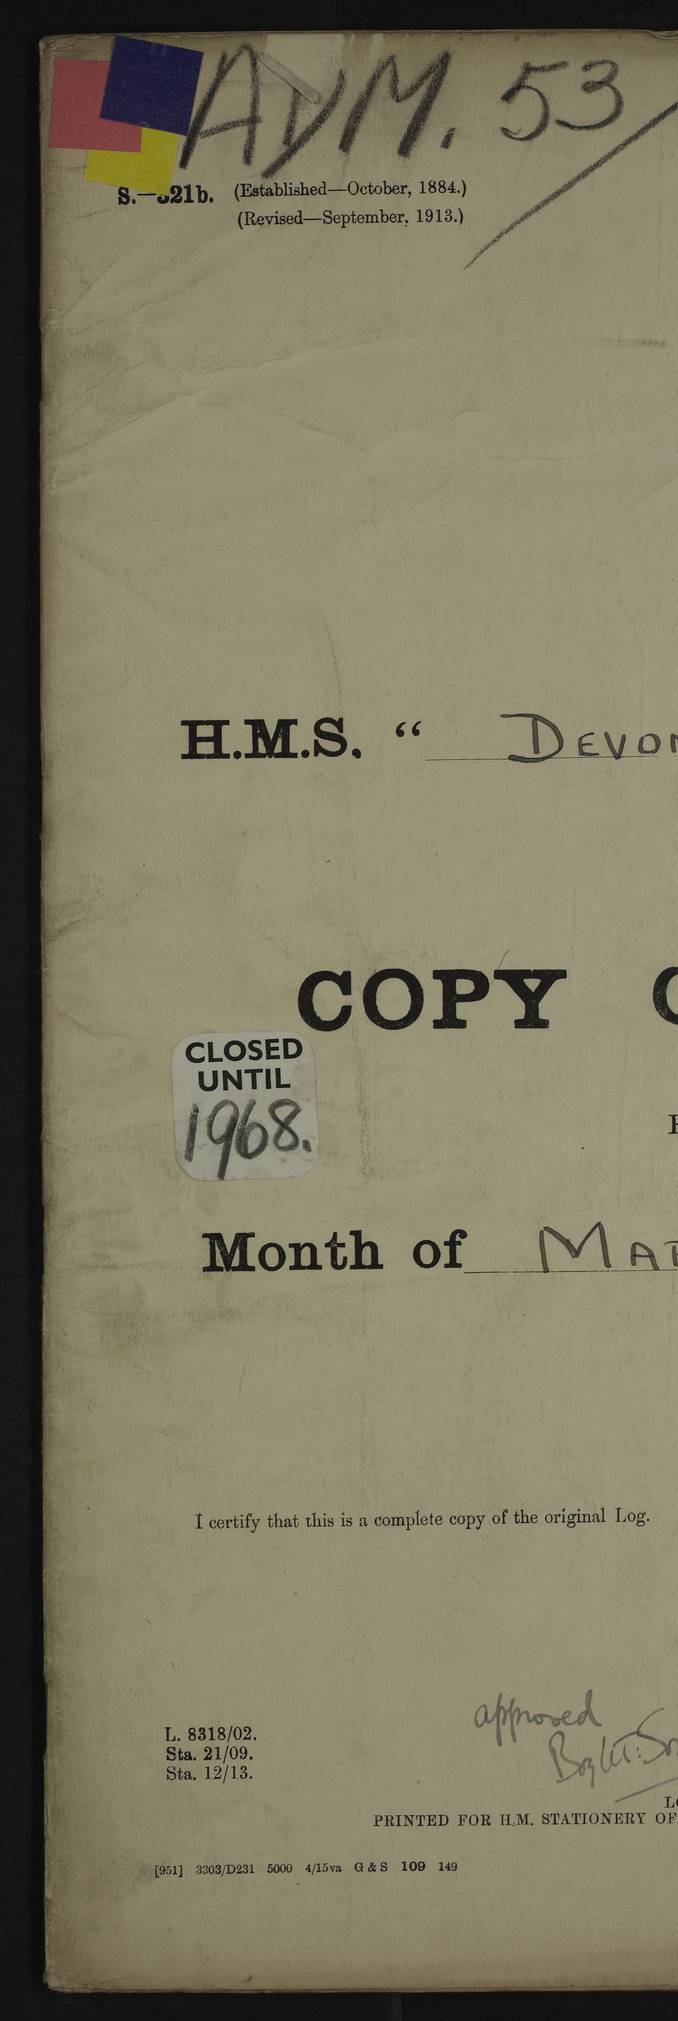 ADM. 53
S.—321b. (Established—October, 1884.)
(Revised—September, 1913.)
H.M.S. “ DEVON
COPY O
CLOSED
UNTIL
1968.
Month of MAR
I certify that this is a complete copy of the original Log.
approved
L. 8318/02.
Sta. 21/09.
Sta. 12/13.
PRINTED FOR H.M. STATIONERY OF
[951] 3303/D231 5000 4/15va G & S 109 149